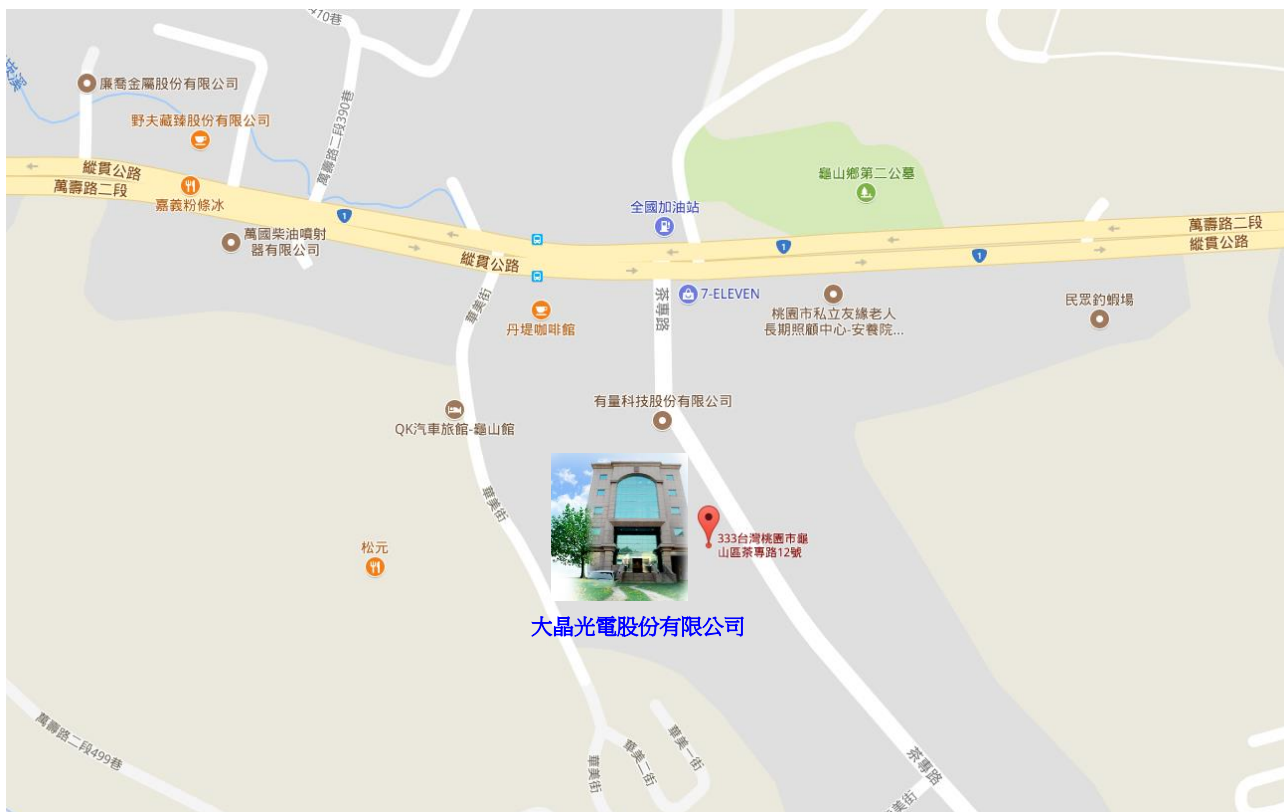 410巷
廉喬金屬股份有限公司
野夫藏臻股份有限公司
萬壽路二段390巷
縱貫公路
萬壽路二段
嘉義粉條冰
1
萬國柴油噴射
器有限公司
龜山鄉第二公墓
全國加油站
萬壽路二段
縱貫公路
1
1
縱貫公路
華美街
丹堤咖啡館
茶專路
7-ELEVEN
桃園市私立友緣老人
長期照顧中心-安養院...
民眾釣蝦場
有量科技股份有限公司
QK汽車旅館-龜山館
華美街
333台灣桃園市龜
山區茶專路12號
松元
大晶光電股份有限公司
萬壽路二段499巷
華美街
華美二街
華美一街
茶專路
美街